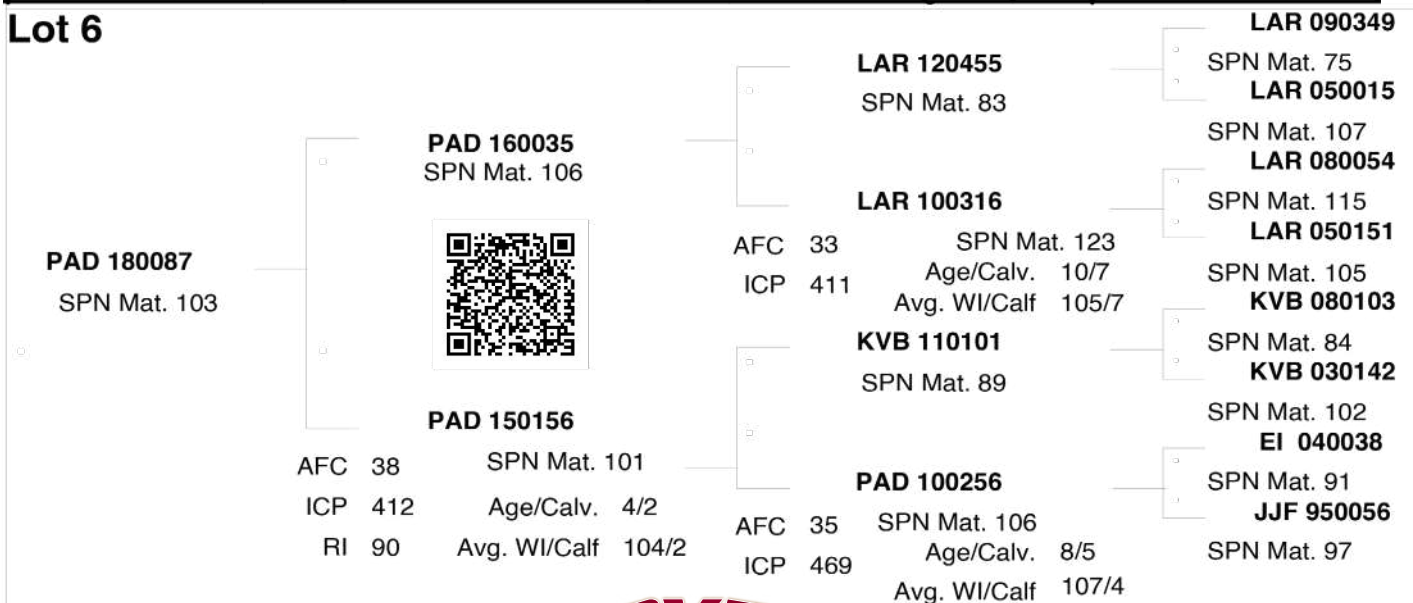 Lot 6
LAR 090349
LAR 120455
SPN Mat. 75
SPN Mat. 83
LAR 050015
SPN Mat. 107
PAD 160035
SPN Mat. 106
LAR 080054
LAR 100316
SPN Mat. 115
AFC 33 SPN Mat. 123
LAR 050151
ICP 411 Age/Calv. 10/7
Avg. WI/Calf 105/7
SPN Mat. 105
PAD 180087
SPN Mat. 103
KVB 080103
KVB 110101
SPN Mat. 84
SPN Mat. 89
KVB 030142
SPN Mat. 102
PAD 150156
AFC 38 SPN Mat. 101
ICP 412 Age/Calv. 4/2
RI 90 Avg. WI/Calf 104/2
EI 040038
PAD 100256
SPN Mat. 91
AFC 35 SPN Mat. 106
JJF 950056
ICP 469 Age/Calv. 8/5
Avg. WI/Calf 107/4
SPN Mat. 97